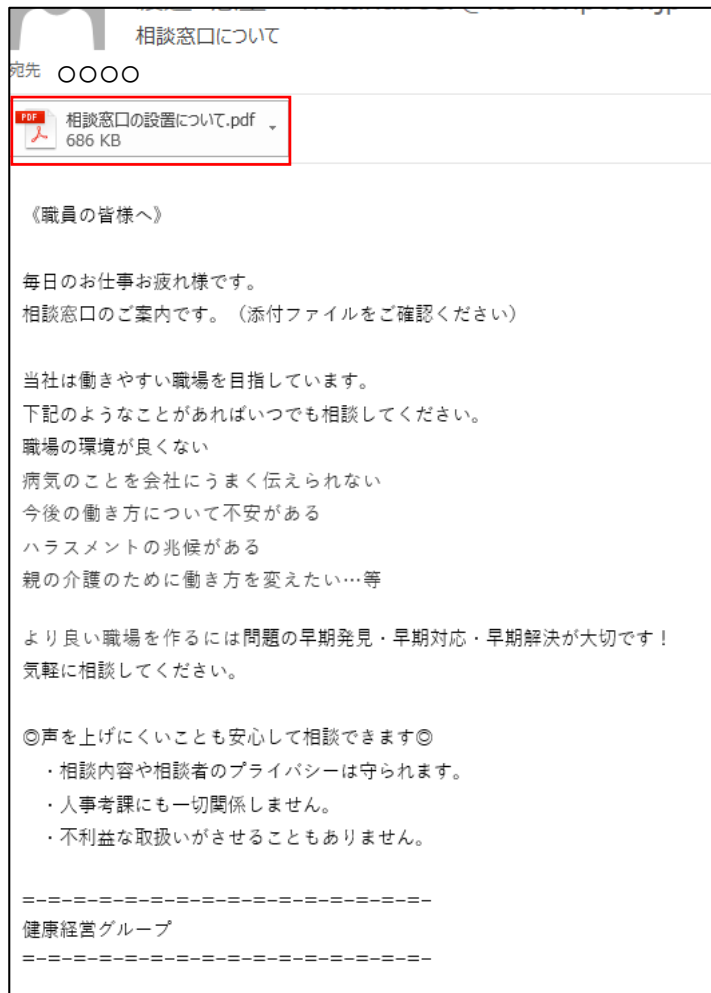 相談窓口について
宛先 〇〇〇〇
PDF 相談窓口の設置について.pdf
686 KB
《職員の皆様へ》
毎日のお仕事お疲れ様です。
相談窓口のご案内です。（添付ファイルをご確認ください）
当社は働きやすい職場を目指しています。
下記のようなことがあればいつでも相談してください。
職場の環境が良くない
病気のことを会社にうまく伝えられない
今後の働き方について不安がある
ハラスメントの兆候がある
親の介護のために働き方を変えたい…等
より良い職場を作るには問題の早期発見・早期対応・早期解決が大切です！
気軽に相談してください。
◎声を上げにくいことも安心して相談できます◎
・相談内容や相談者のプライバシーは守られます。
・人事考課にも一切関係しません。
・不利益な取扱いがさせることもありません。
=-=-=-=-=-=-=-=-=-=-=-=-=-=-=-=-
健康経営グループ
=-=-=-=-=-=-=-=-=-=-=-=-=-=-=-=-